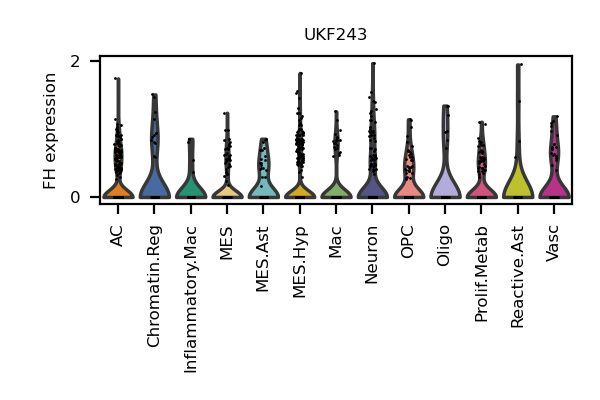 UKF243
FH expression
2
0
AC
Chromatin.Reg
Inflammatory.Mac
MES
MES.Ast
MES.Hyp
Mac
Neuron
OPC
Oligo
Prolif.Metab
Reactive.Ast
Vasc